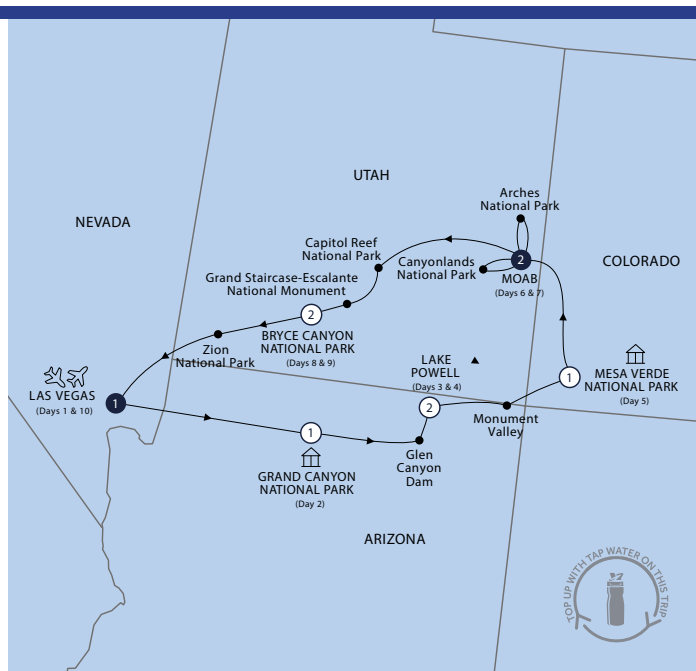 UTAH
NEVADA
Arches
National Park
Capitol Reef
National Park
Canyonlands
National Park
2
MOAB
(Days 6 & 7)
COLORADO
Grand Staircase-Escalante
National Monument
2
BRYCE CANYON
NATIONAL PARK
(Days 8 & 9)
Zion
National Park
LAKE
POWELL
(Days 3 & 4)
2
1
MESA VERDE
NATIONAL PARK
(Day 5)
LAS VEGAS
(Days 1 & 10)
1
Monument
Valley
1
GRAND CANYON
NATIONAL PARK
(Day 2)
Glen
Canyon
Dam
ARIZONA
TOP UP WITH TAP WATER ON THIS TRIP